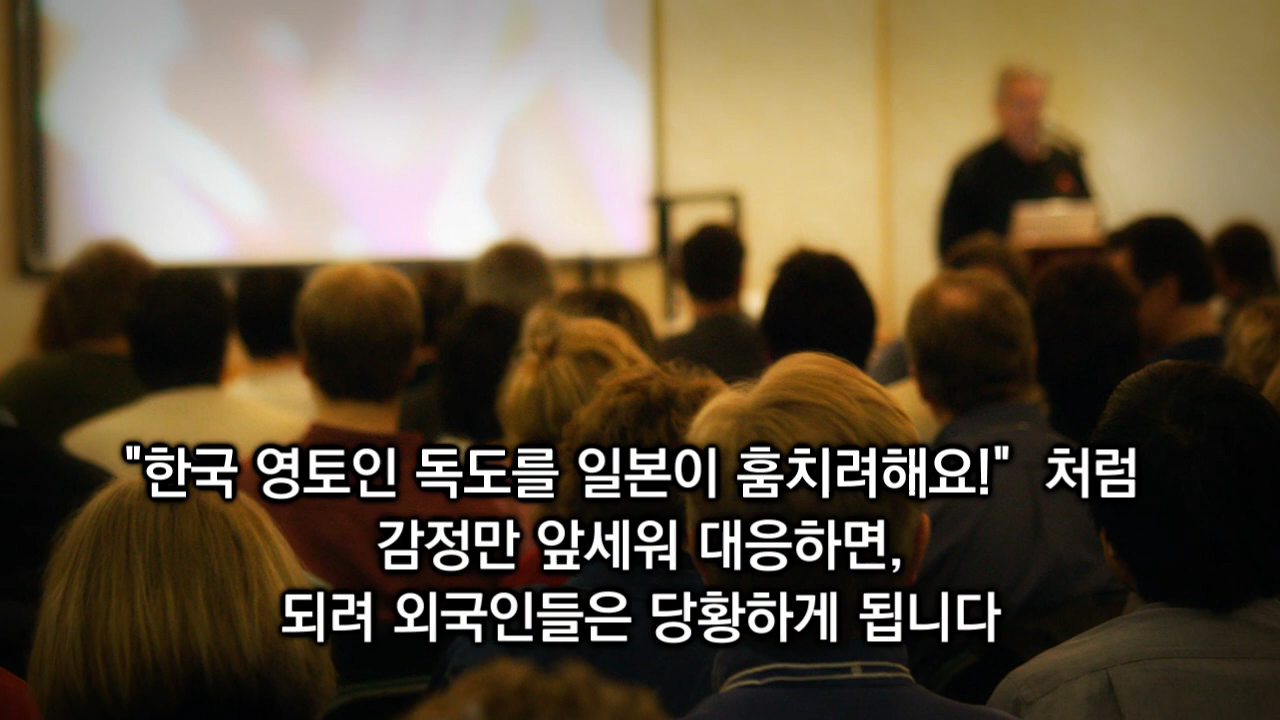 "한국 영토인 독도를 일본이 훔치려해요!" 처럼
감정만 앞세워 대응하면,
되려 외국인들은 당황하게 됩니다